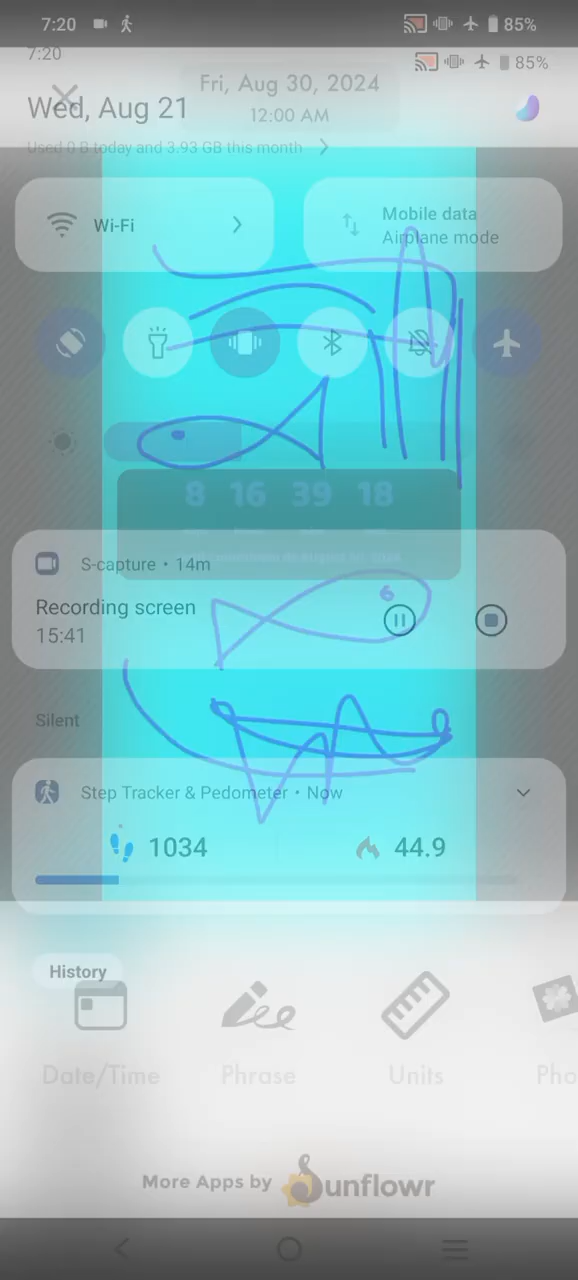 7:20 85%
7:20 85%
Fri, Aug 30, 2024
Wed, Aug 21
12:00 AM
Used 0 B today and 3.93 GB this month
Wi-Fi
Mobile data
Airplane mode
8 16 39 18
S-capture • 14m
Recording screen
15:41
6
Silent
Step Tracker & Pedometer • Now
1034 44.9
History
Date/Time Phrase Units Pho
More Apps by Sunflowr